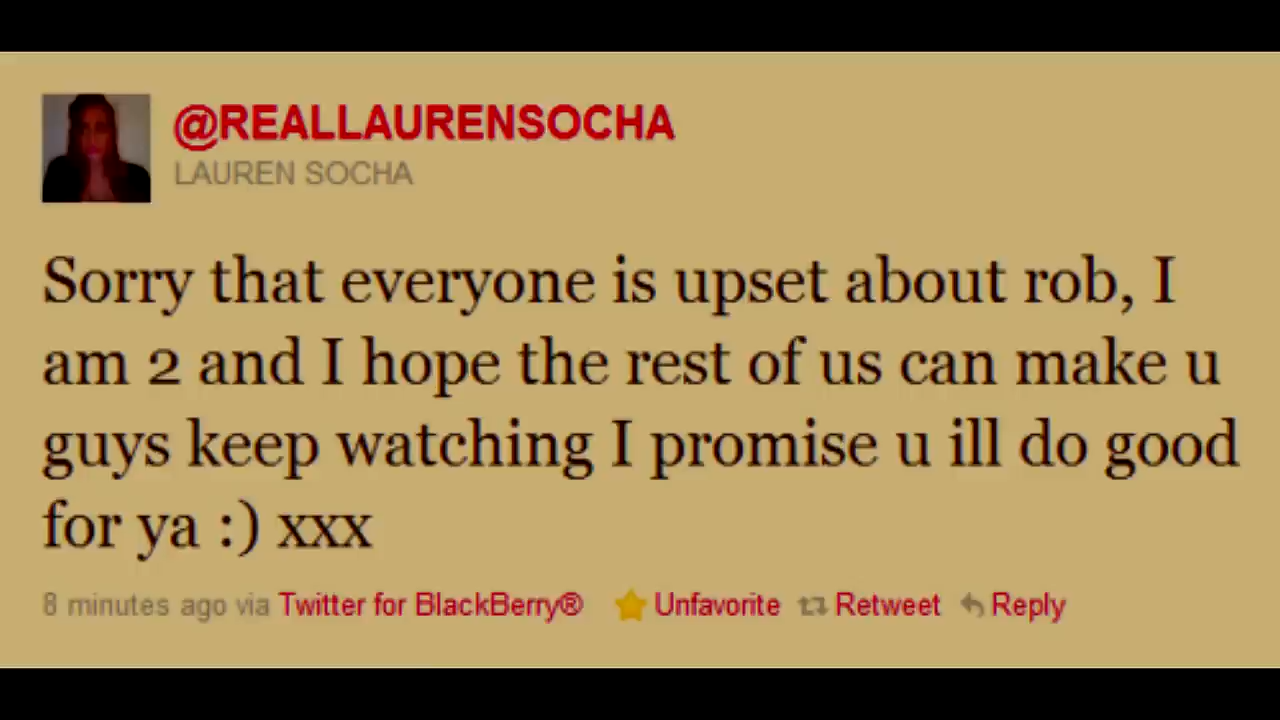 @REALLAURENSOCHA
LAUREN SOCHA
Sorry that everyone is upset about rob, I
am 2 and I hope the rest of us can make u
guys keep watching I promise u ill do good
for ya :) xxx
8 minutes ago via Twitter for BlackBerry® Unfavorite Retweet Reply